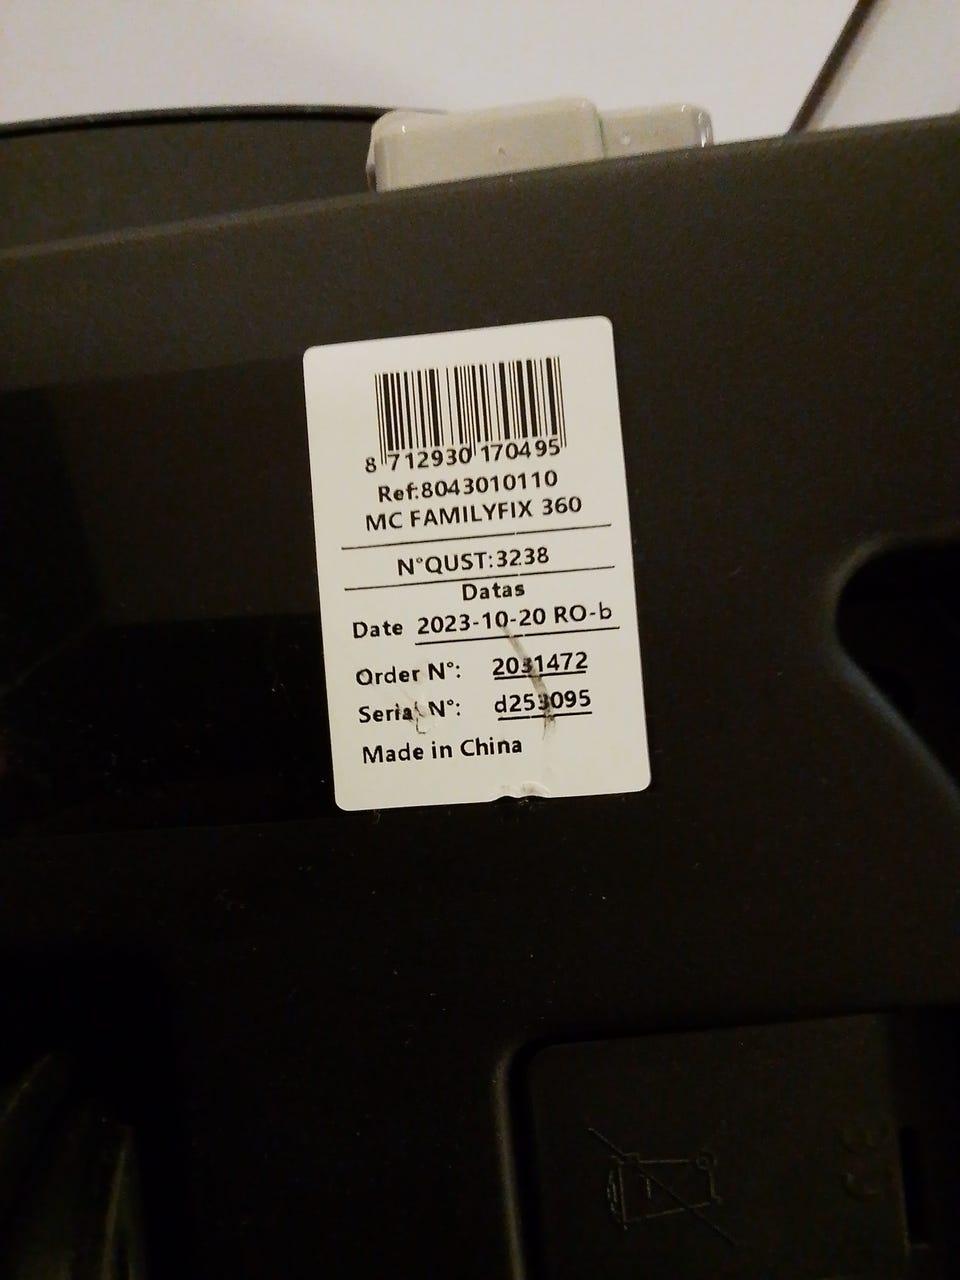 8 712930 170495
Ref:8043010110
MC FAMILYFIX 360
N°QUST:3238
Datas
Date 2023-10-20 RO-b
Order N°: 2031472
Serial N°: d253095
Made in China
CE